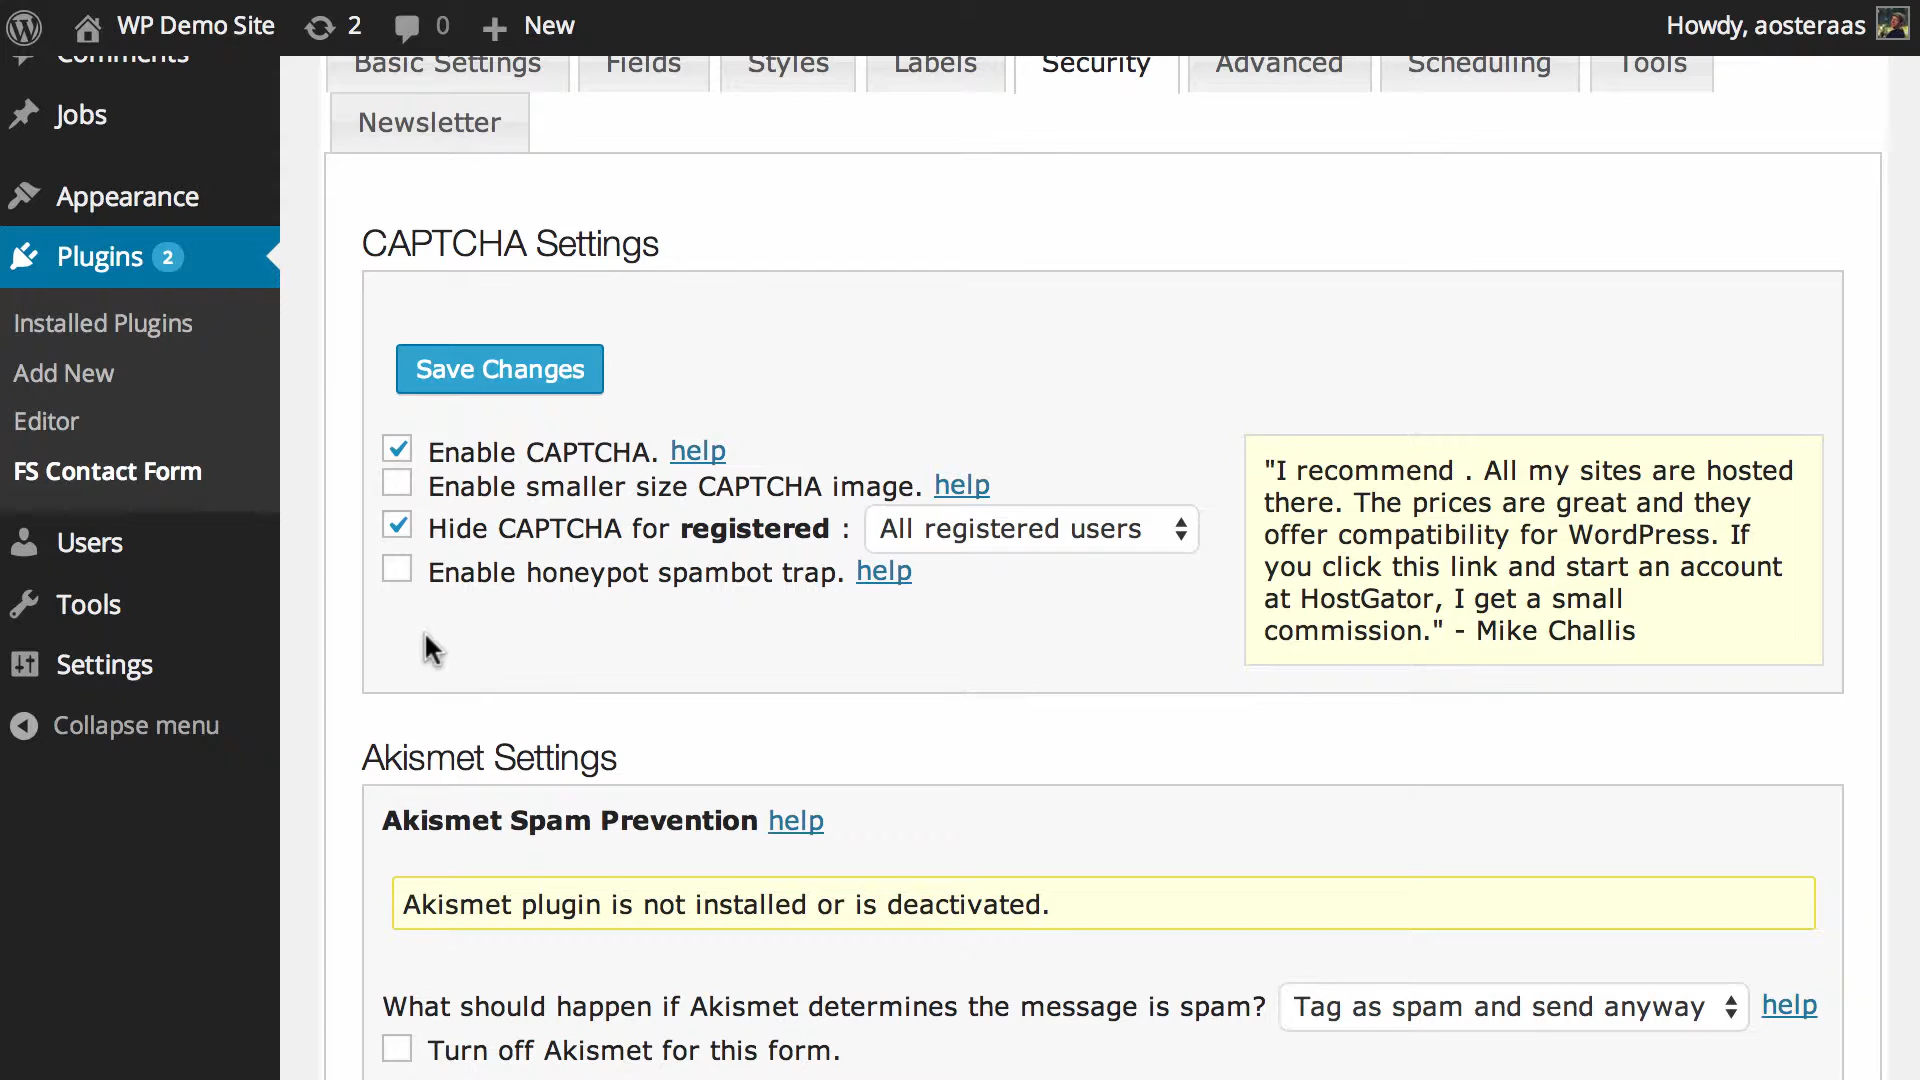 WP Demo Site 2 0 New Howdy, aosteraas
Comments
Jobs
Appearance
Plugins 2
Installed Plugins
Add New
Editor
FS Contact Form
Users
Tools
Settings
Collapse menu
Basic Settings Fields Styles Labels Security Advanced Scheduling Tools
Newsletter
CAPTCHA Settings
Save Changes
Enable CAPTCHA. help
Enable smaller size CAPTCHA image. help
Hide CAPTCHA for registered : All registered users
Enable honeypot spambot trap. help
"I recommend . All my sites are hosted
there. The prices are great and they
offer compatibility for WordPress. If
you click this link and start an account
at HostGator, I get a small
commission." - Mike Challis
Akismet Settings
Akismet Spam Prevention help
Akismet plugin is not installed or is deactivated.
What should happen if Akismet determines the message is spam? Tag as spam and send anyway help
Turn off Akismet for this form.